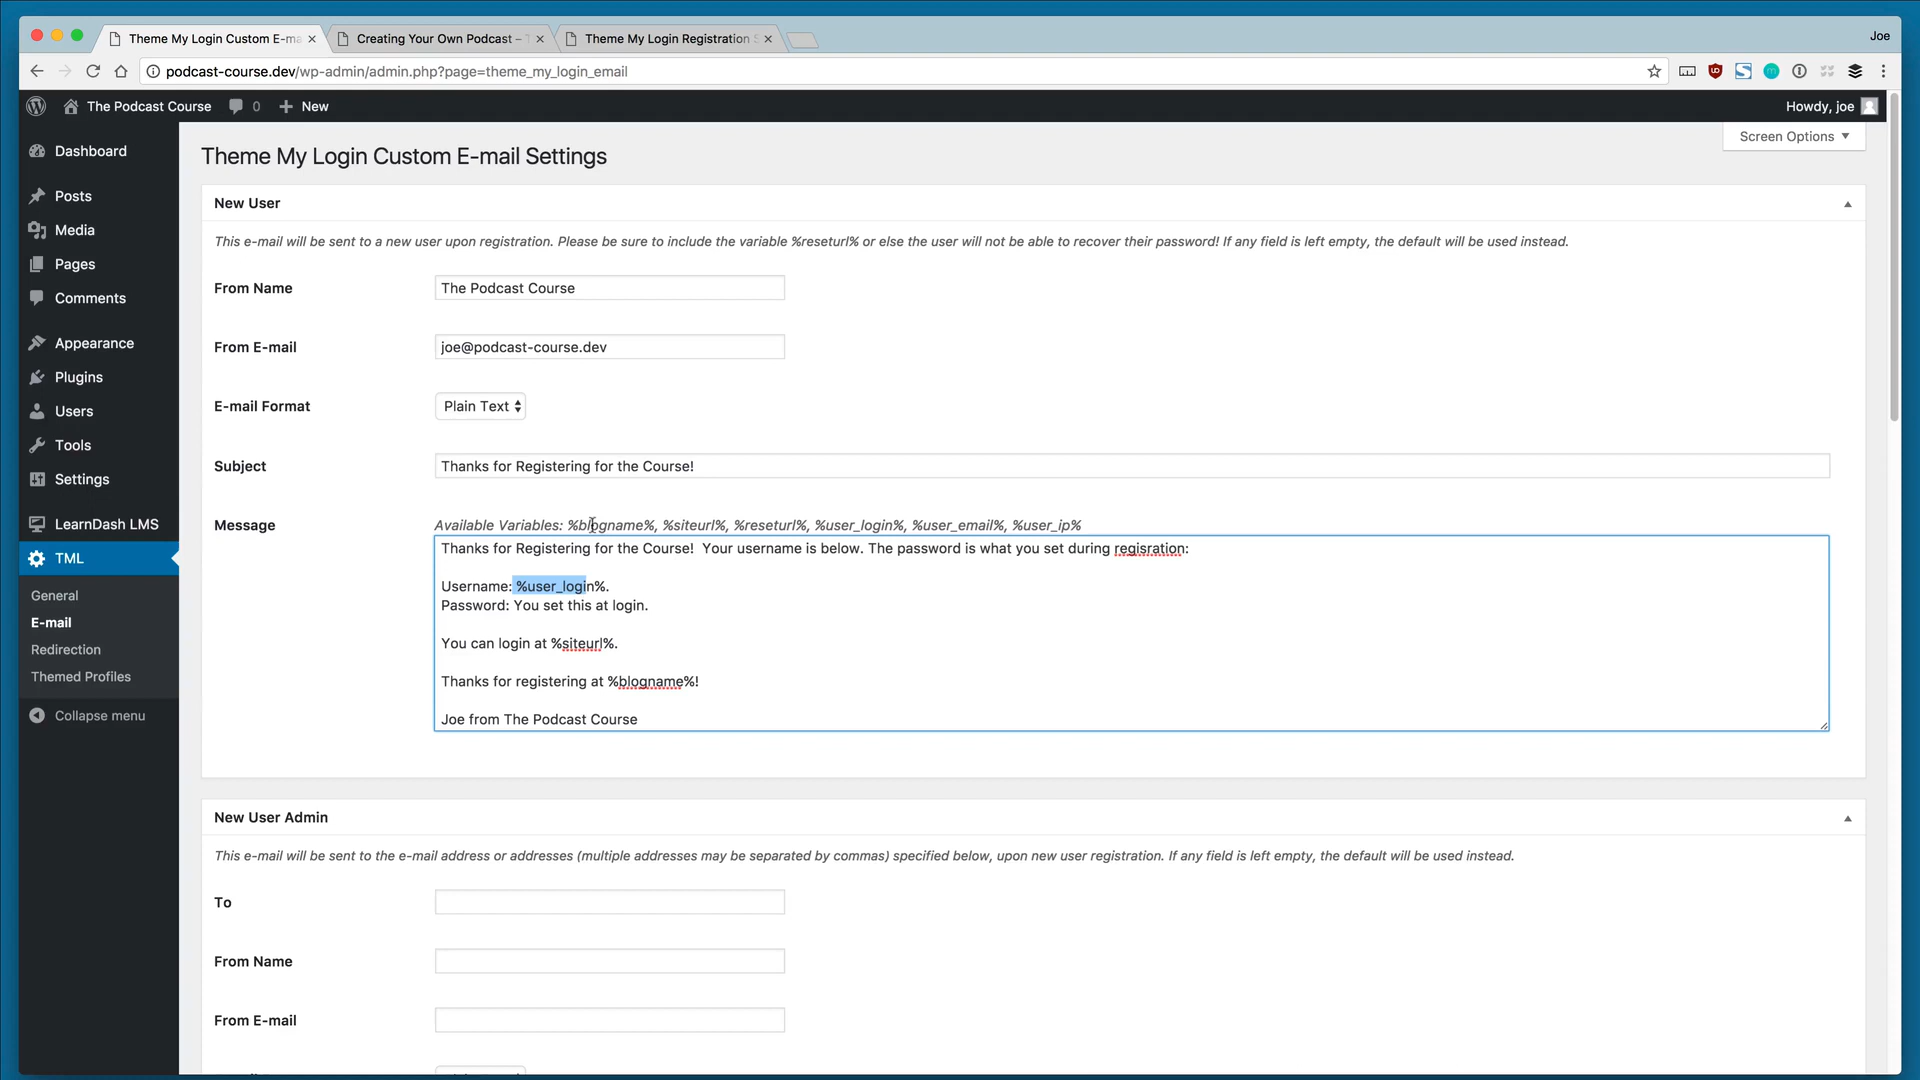 Theme My Login Custom E-ma
Creating Your Own Podcast – T
Theme My Login Registration S
Joe
podcast-course.dev/wp-admin/admin.php?page=theme_my_login_email
The Podcast Course
0
New
Howdy, joe
Screen Options
Dashboard
Posts
Media
Pages
Comments
Appearance
Plugins
Users
Tools
Settings
LearnDash LMS
TML
General
E-mail
Redirection
Themed Profiles
Collapse menu
Theme My Login Custom E-mail Settings
New User
This e-mail will be sent to a new user upon registration. Please be sure to include the variable %reseturl% or else the user will not be able to recover their password! If any field is left empty, the default will be used instead.
From Name
The Podcast Course
From E-mail
joe@podcast-course.dev
E-mail Format
Plain Text
Subject
Thanks for Registering for the Course!
Message
Available Variables: %blogname%, %siteurl%, %reseturl%, %user_login%, %user_email%, %user_ip%
Thanks for Registering for the Course!  Your username is below. The password is what you set during regisration:
Username: %user_login%.
Password: You set this at login.
You can login at %siteurl%.
Thanks for registering at %blogname%!
Joe from The Podcast Course
New User Admin
This e-mail will be sent to the e-mail address or addresses (multiple addresses may be separated by commas) specified below, upon new user registration. If any field is left empty, the default will be used instead.
To
From Name
From E-mail